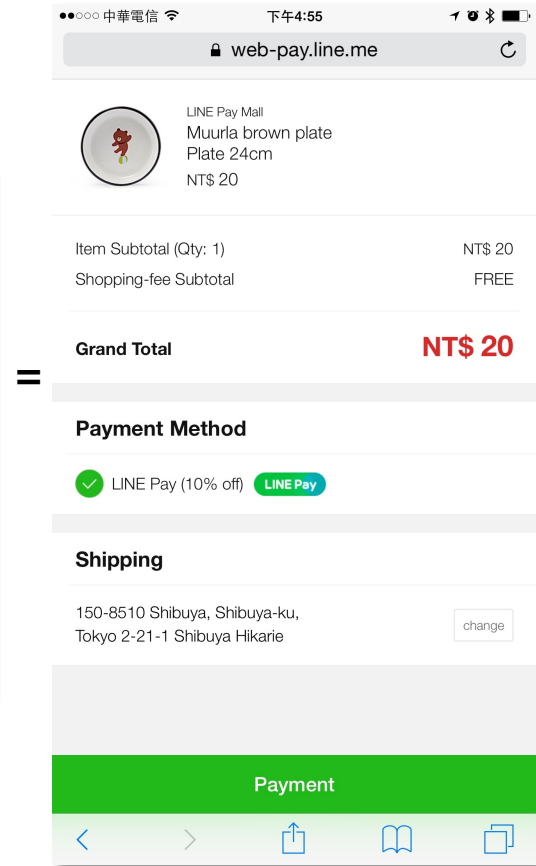 中華電信 下午4:55
web-pay.line.me
LINE Pay Mall
Muurla brown plate
Plate 24cm
NT$ 20
Item Subtotal (Qty: 1) NT$ 20
Shopping-fee Subtotal FREE
Grand Total NT$ 20
=
Payment Method
LINE Pay (10% off) LINE Pay
Shipping
150-8510 Shibuya, Shibuya-ku,
Tokyo 2-21-1 Shibuya Hikarie
change
Payment